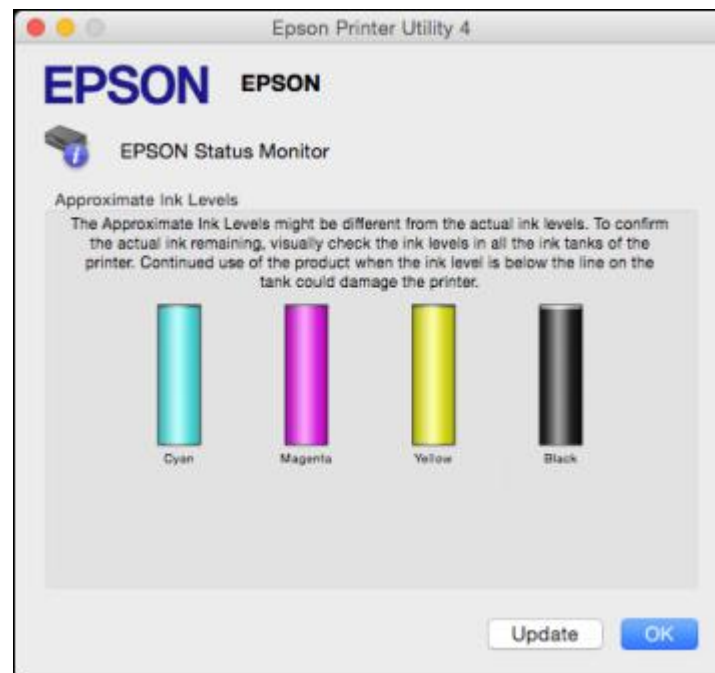 Epson Printer Utility 4
EPSON EPSON
EPSON Status Monitor
Approximate Ink Levels
The Approximate Ink Levels might be different from the actual ink levels. To confirm
the actual ink remaining, visually check the ink levels in all the ink tanks of the
printer. Continued use of the product when the ink level is below the line on the
tank could damage the printer.
Cyan Magenta Yellow Black
Update OK